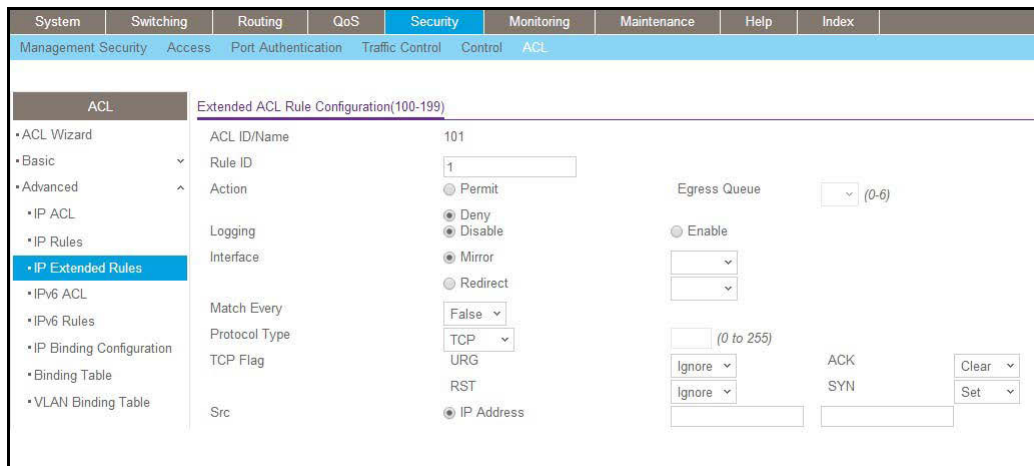 System Switching Routing QoS Security Monitoring Maintenance Help Index
Management Security Access Port Authentication Traffic Control Control ACL
ACL
ACL Wizard
Basic
Advanced
IP ACL
IP Rules
IP Extended Rules
IPv6 ACL
IPv6 Rules
IP Binding Configuration
Binding Table
VLAN Binding Table
Extended ACL Rule Configuration(100-199)
ACL ID/Name 101
Rule ID 1
Action Permit Egress Queue (0-6)
Deny
Logging Disable Enable
Interface Mirror
Redirect
Match Every False
Protocol Type TCP (0 to 255)
TCP Flag URG Ignore ACK Clear
RST Ignore SYN Set
Src IP Address